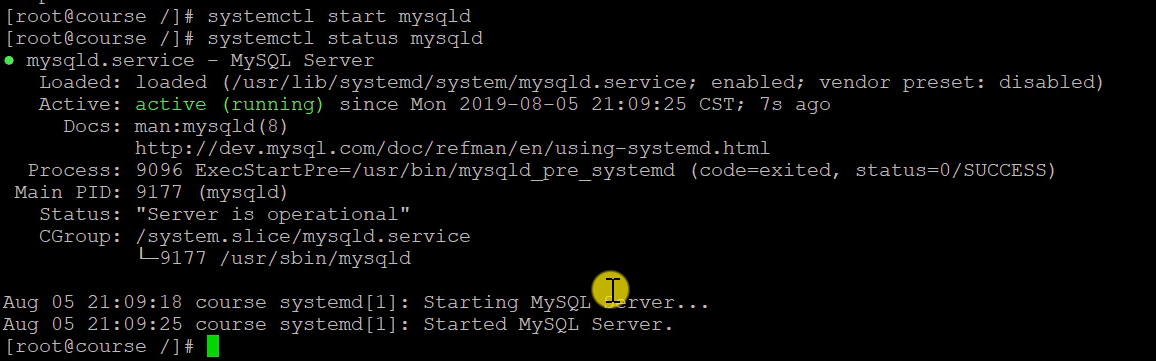 [root@course /]# systemctl start mysqld
[root@course /]# systemctl status mysqld
● mysqld.service - MySQL Server
Loaded: loaded (/usr/lib/systemd/system/mysqld.service; enabled; vendor preset: disabled)
Active: active (running) since Mon 2019-08-05 21:09:25 CST; 7s ago
Docs: man:mysqld(8)
http://dev.mysql.com/doc/refman/en/using-systemd.html
Process: 9096 ExecStartPre=/usr/bin/mysqld_pre_systemd (code=exited, status=0/SUCCESS)
Main PID: 9177 (mysqld)
Status: "Server is operational"
CGroup: /system.slice/mysqld.service
└─9177 /usr/sbin/mysqld
Aug 05 21:09:18 course systemd[1]: Starting MySQL Server...
Aug 05 21:09:25 course systemd[1]: Started MySQL Server.
[root@course /]#